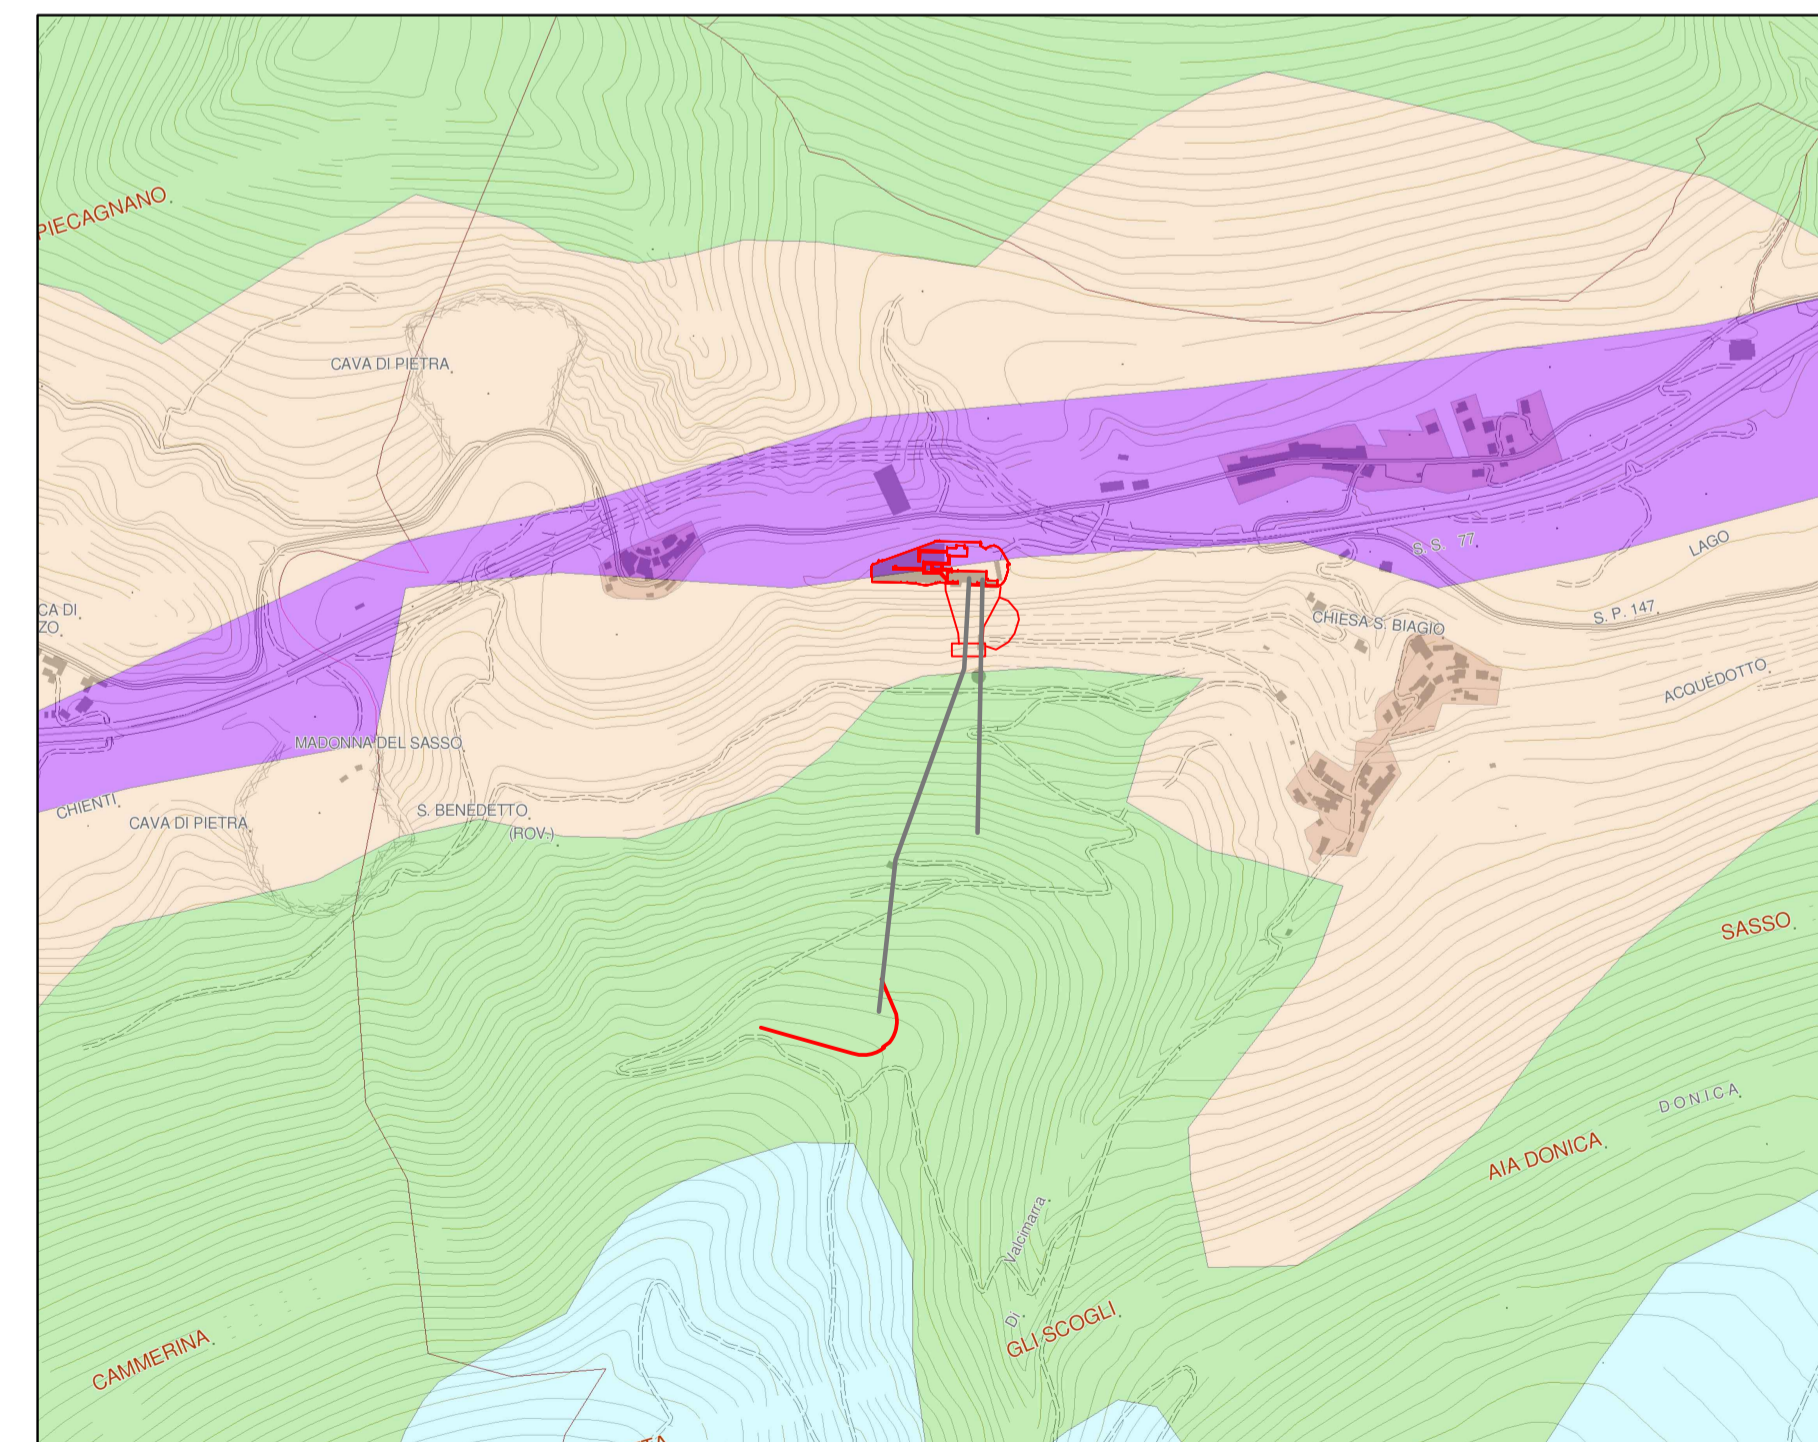 PIECAGNANO
CAVA DI PIETRA
S. S. 77
LAGO
CA DI
ZO
S. P. 147
CHIESA S. BIAGIO
ACQUEDOTTO
MADONNA DEL SASSO
CHIENTI
CAVA DI PIETRA
S. BENEDETTO
(ROV.)
SASSO
DONICA
AIA DONICA
Di Valcimarra
GLI SCOGLI
CAMMERINA